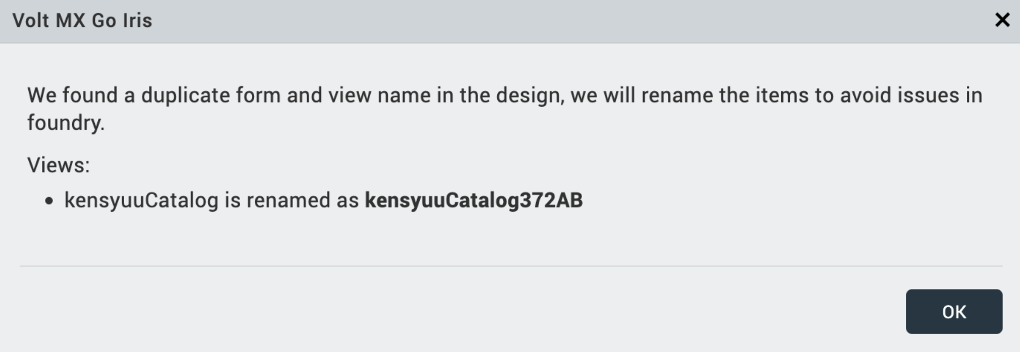 Volt MX Go Iris
We found a duplicate form and view name in the design, we will rename the items to avoid issues in
foundry.
Views:
• kensyuuCatalog is renamed as kensyuuCatalog372AB
OK